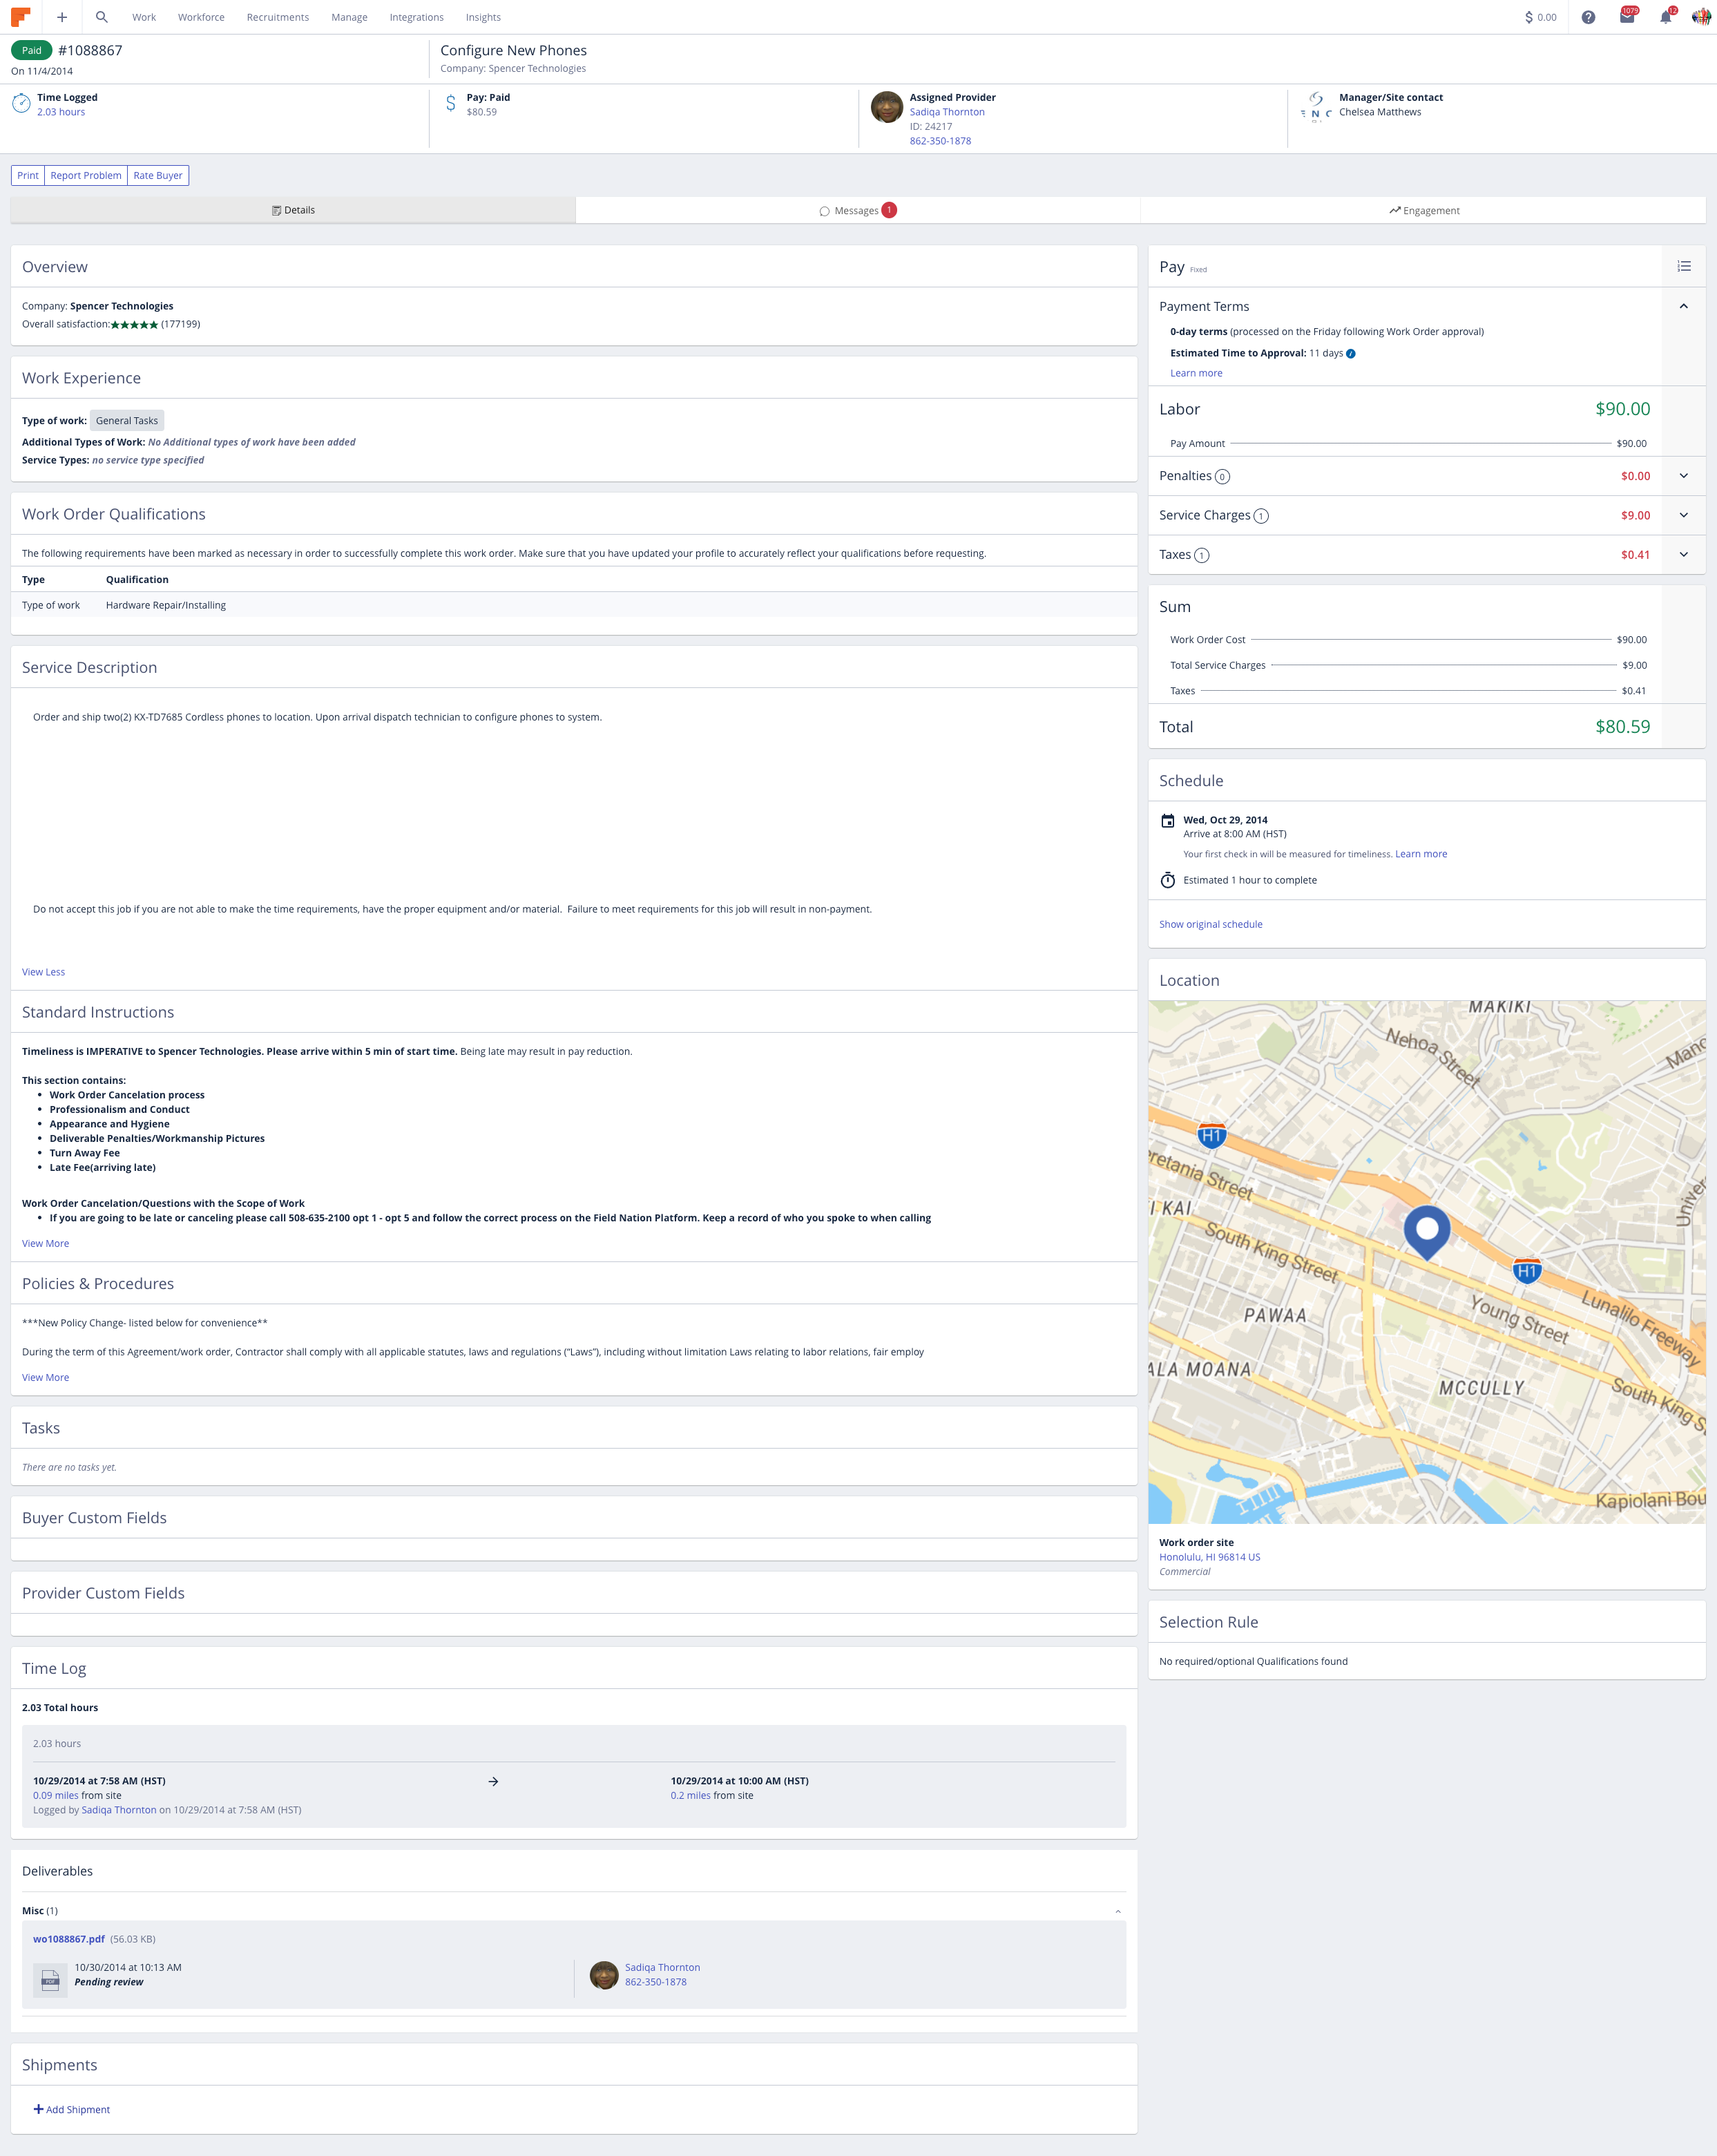 Work Workforce Recruitments Manage Integrations Insights
$ 0.00
1079
12
Paid #1088867
On 11/4/2014
Configure New Phones
Company: Spencer Technologies
Time Logged
2.03 hours
Pay: Paid
$80.59
Assigned Provider
Sadiqa Thornton
ID: 24217
862-350-1878
Manager/Site contact
Chelsea Matthews
Print Report Problem Rate Buyer
Details
Messages 1
Engagement
Overview
Company: Spencer Technologies
Overall satisfaction:★★★★★ (177199)
Work Experience
Type of work: General Tasks
Additional Types of Work: No Additional types of work have been added
Service Types: no service type specified
Work Order Qualifications
The following requirements have been marked as necessary in order to successfully complete this work order. Make sure that you have updated your profile to accurately reflect your qualifications before requesting.
Type Qualification
Type of work Hardware Repair/Installing
Service Description
Order and ship two(2) KX-TD7685 Cordless phones to location. Upon arrival dispatch technician to configure phones to system.
Do not accept this job if you are not able to make the time requirements, have the proper equipment and/or material. Failure to meet requirements for this job will result in non-payment.
View Less
Standard Instructions
Timeliness is IMPERATIVE to Spencer Technologies. Please arrive within 5 min of start time. Being late may result in pay reduction.
This section contains:
• Work Order Cancelation process
• Professionalism and Conduct
• Appearance and Hygiene
• Deliverable Penalties/Workmanship Pictures
• Turn Away Fee
• Late Fee(arriving late)
Work Order Cancelation/Questions with the Scope of Work
• If you are going to be late or canceling please call 508-635-2100 opt 1 - opt 5 and follow the correct process on the Field Nation Platform. Keep a record of who you spoke to when calling
View More
Policies & Procedures
***New Policy Change- listed below for convenience**
During the term of this Agreement/work order, Contractor shall comply with all applicable statutes, laws and regulations (“Laws”), including without limitation Laws relating to labor relations, fair employ
View More
Tasks
There are no tasks yet.
Buyer Custom Fields
Provider Custom Fields
Time Log
2.03 Total hours
2.03 hours
10/29/2014 at 7:58 AM (HST)
0.09 miles from site
Logged by Sadiqa Thornton on 10/29/2014 at 7:58 AM (HST)
10/29/2014 at 10:00 AM (HST)
0.2 miles from site
Deliverables
Misc (1)
wo1088867.pdf (56.03 KB)
PDF
10/30/2014 at 10:13 AM
Pending review
Sadiqa Thornton
862-350-1878
Shipments
Add Shipment
Pay Fixed
Payment Terms
0-day terms (processed on the Friday following Work Order approval)
Estimated Time to Approval: 11 days
Learn more
Labor $90.00
Pay Amount $90.00
Penalties 0 $0.00
Service Charges 1 $9.00
Taxes 1 $0.41
Sum
Work Order Cost $90.00
Total Service Charges $9.00
Taxes $0.41
Total $80.59
Schedule
Wed, Oct 29, 2014
Arrive at 8:00 AM (HST)
Your first check in will be measured for timeliness. Learn more
Estimated 1 hour to complete
Show original schedule
Location
MAKIKI
Nehoa Street
Mano
H1
retania Street
I KAI
South King Street
Univer
H1
PAWAA
Young Street
Lunalilo Freeway
ALA MOANA
MCCULLY
South King S
Kapiolani Bou
Work order site
Honolulu, HI 96814 US
Commercial
Selection Rule
No required/optional Qualifications found